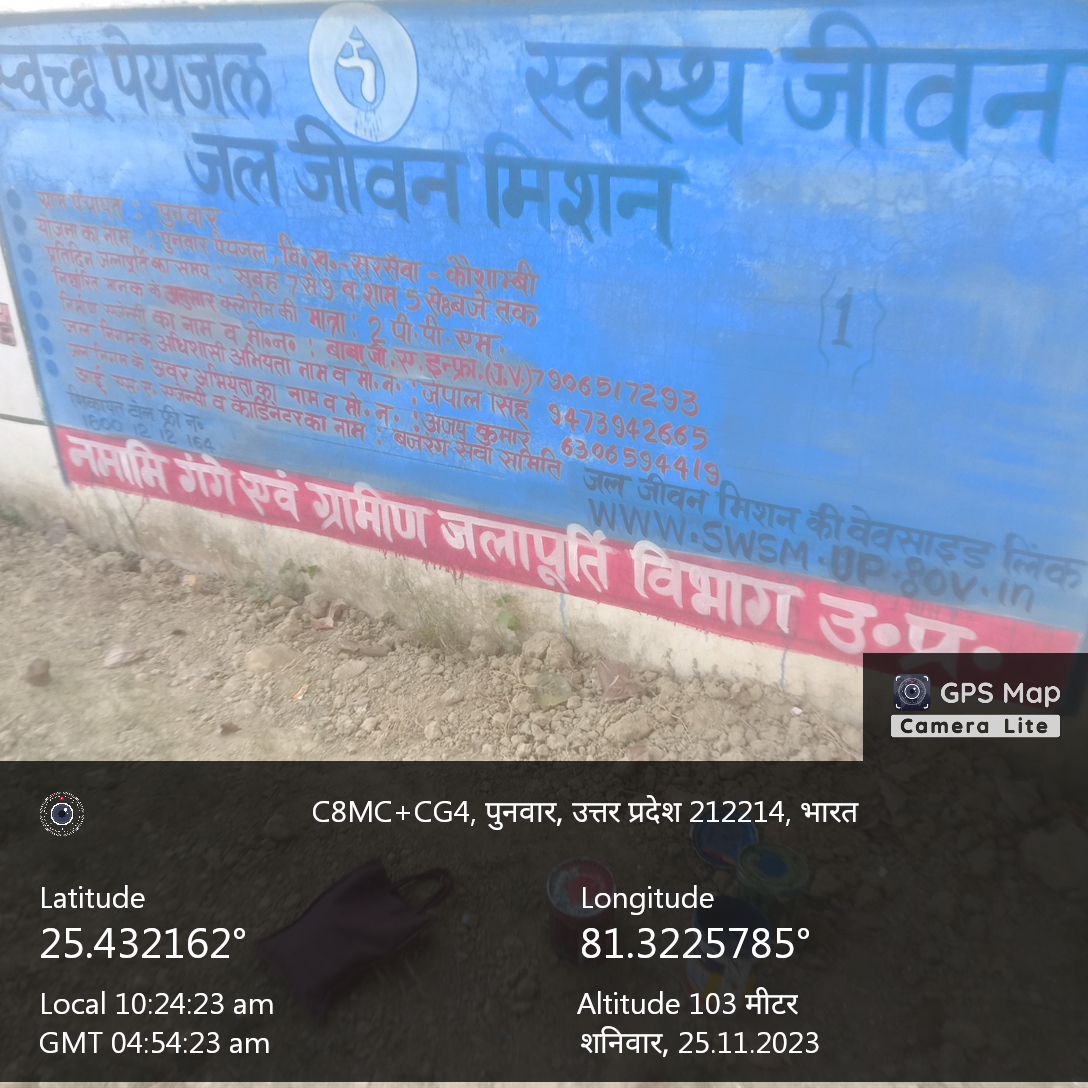 स्वच्छ पेयजल
स्वस्थ जीवन
जल जीवन मिशन
ग्राम पंचायत : पुनवार
योजना का नाम : पुनवार पेयजल, वि.ख.-सरसँवा - कौशाम्बी
प्रतिदिन जलापूर्ति का समय : सुबह 7 से 9 व शाम 5 से 8 बजे तक
निर्धारित मानक के अनुसार क्लोरीन की मात्रा : 2 पी.पी.एम.
निर्माण एजेन्सी का नाम व मो.न. : बाबा जी.ए.इन्फ्रा.(J.V) 7906517293
जल निगम के अधिशासी अभियंता नाम व मो. न. : जैपाल सिंह 9473942665
जल निगम के अवर अभियंता का नाम व मो. न. : अजय कुमार 6306594419
आई. एस. ए. एजेन्सी व कोर्डिनेटर का नाम : बजरंग सेवा समिति
शिकायत टोल फ्री न.
1800 12 12 164
1
जल जीवन मिशन की वेवसाइड लिंक
WWW.SWSM.UP.gov.in
नमामि गंगे एवं ग्रामीण जलापूर्ति विभाग उ.प्र.
GPS Map
Camera Lite
C8MC+CG4, पुनवार, उत्तर प्रदेश 212214, भारत
Latitude
25.432162°
Longitude
81.3225785°
Local 10:24:23 am
GMT 04:54:23 am
Altitude 103 मीटर
शनिवार, 25.11.2023